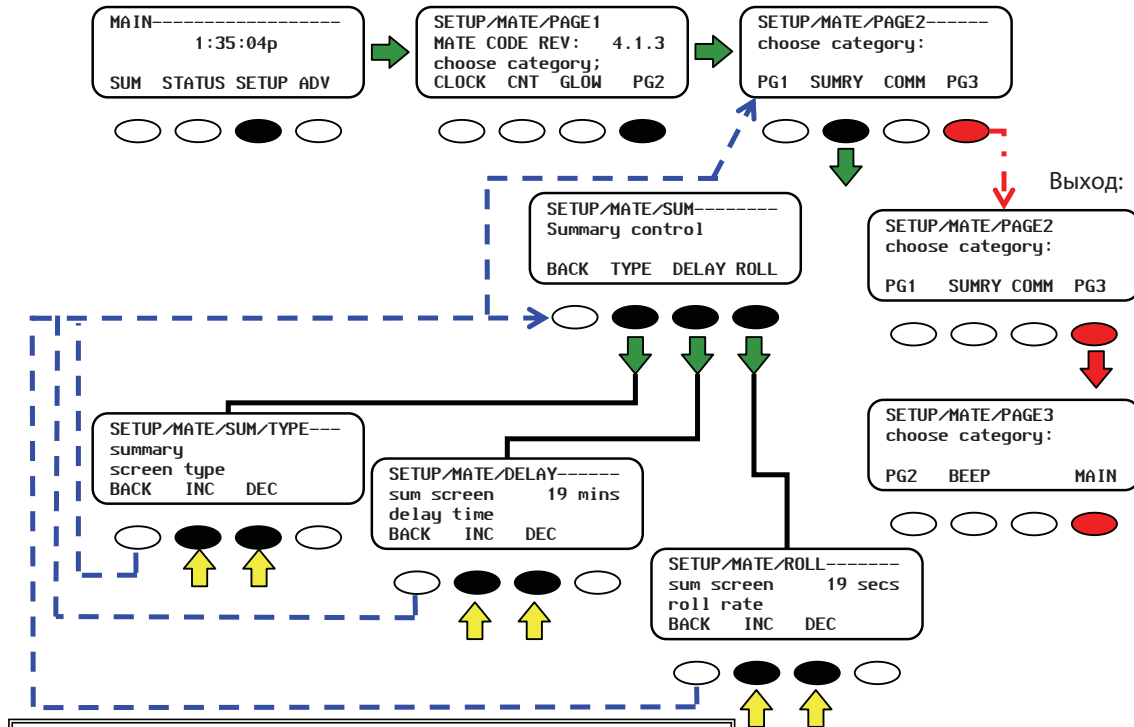 MAIN--------------------
1:35:04p
SUM STATUS SETUP ADV
SETUP/MATE/PAGE1
MATE CODE REV: 4.1.3
choose category;
CLOCK CNT GLOW PG2
SETUP/MATE/PAGE2------
choose category:
PG1 SUMRY COMM PG3
Выход:
SETUP/MATE/SUM--------
Summary control
BACK TYPE DELAY ROLL
SETUP/MATE/PAGE2
choose category:
PG1 SUMRY COMM PG3
SETUP/MATE/PAGE3
choose category:
PG2 BEEP MAIN
SETUP/MATE/SUM/TYPE---
summary
screen type
BACK INC DEC
SETUP/MATE/DELAY------
sum screen 19 mins
delay time
BACK INC DEC
SETUP/MATE/ROLL-------
sum screen 19 secs
roll rate
BACK INC DEC